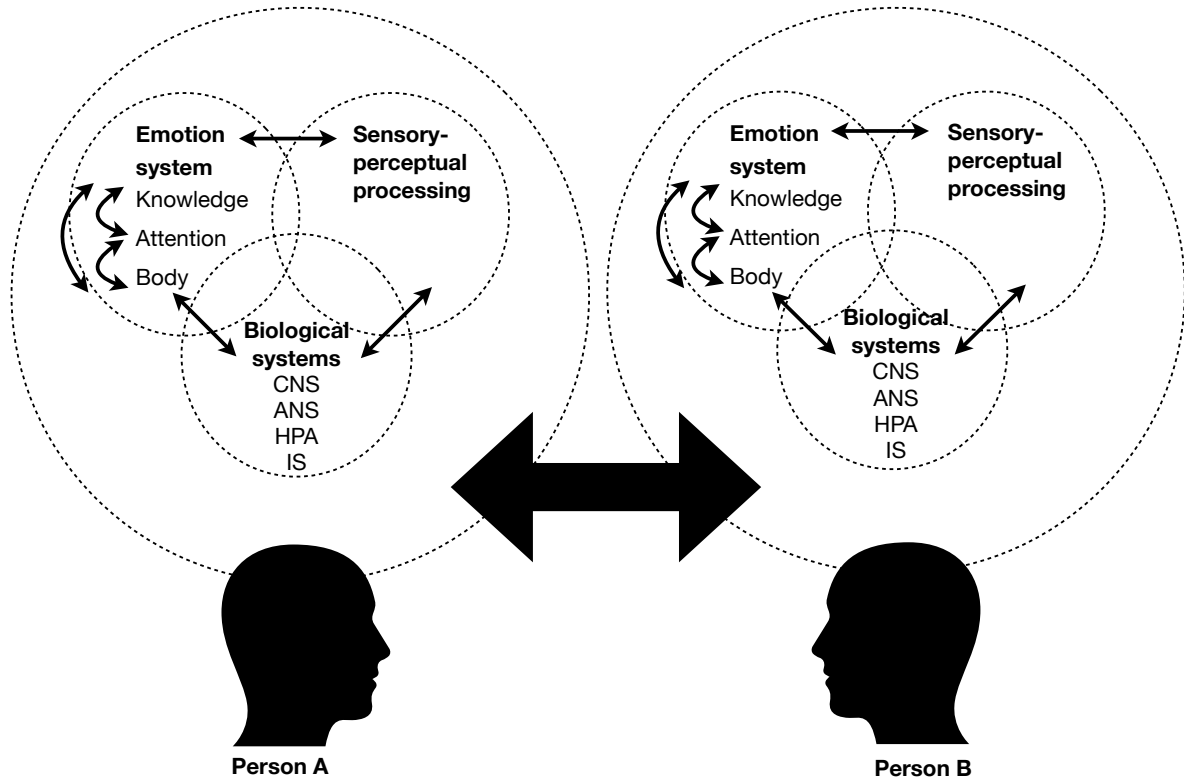 Emotion
system
Knowledge
Attention
Body
Sensory-
perceptual
processing
Biological
systems
CNS
ANS
HPA
IS
Person A
Emotion
system
Knowledge
Attention
Body
Sensory-
perceptual
processing
Biological
systems
CNS
ANS
HPA
IS
Person B